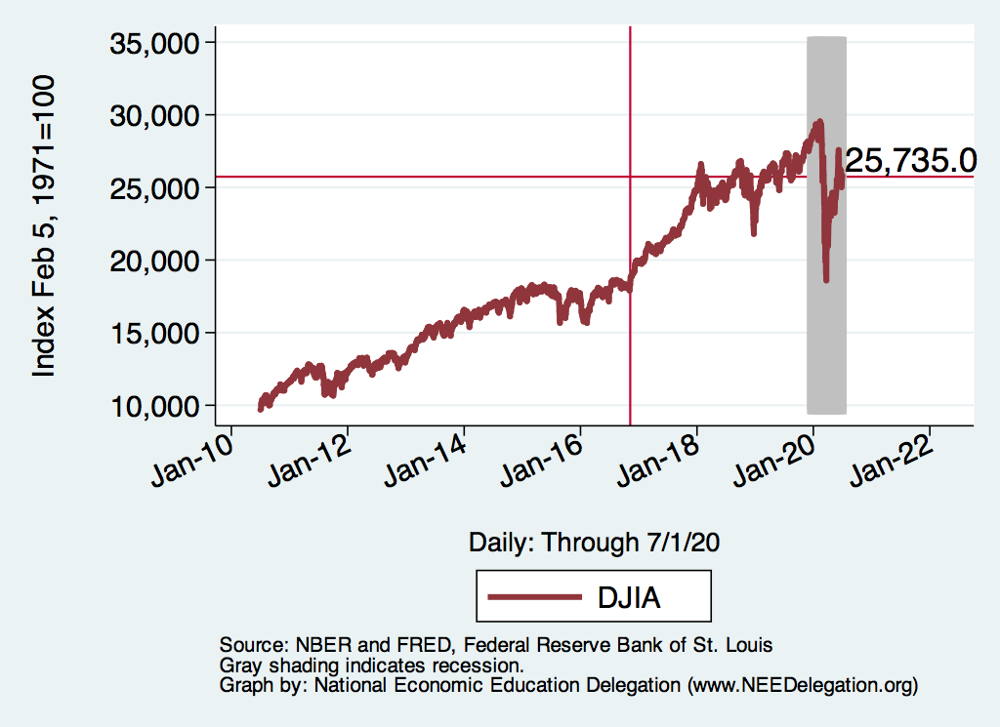 35,000
30,000
25,000
20,000
15,000
10,000
Index Feb 5, 1971=100
25,735.0
Jan-10
Jan-12
Jan-14
Jan-16
Jan-18
Jan-20
Jan-22
Daily: Through 7/1/20
DJIA
Source: NBER and FRED, Federal Reserve Bank of St. Louis
Gray shading indicates recession.
Graph by: National Economic Education Delegation (www.NEEDelegation.org)